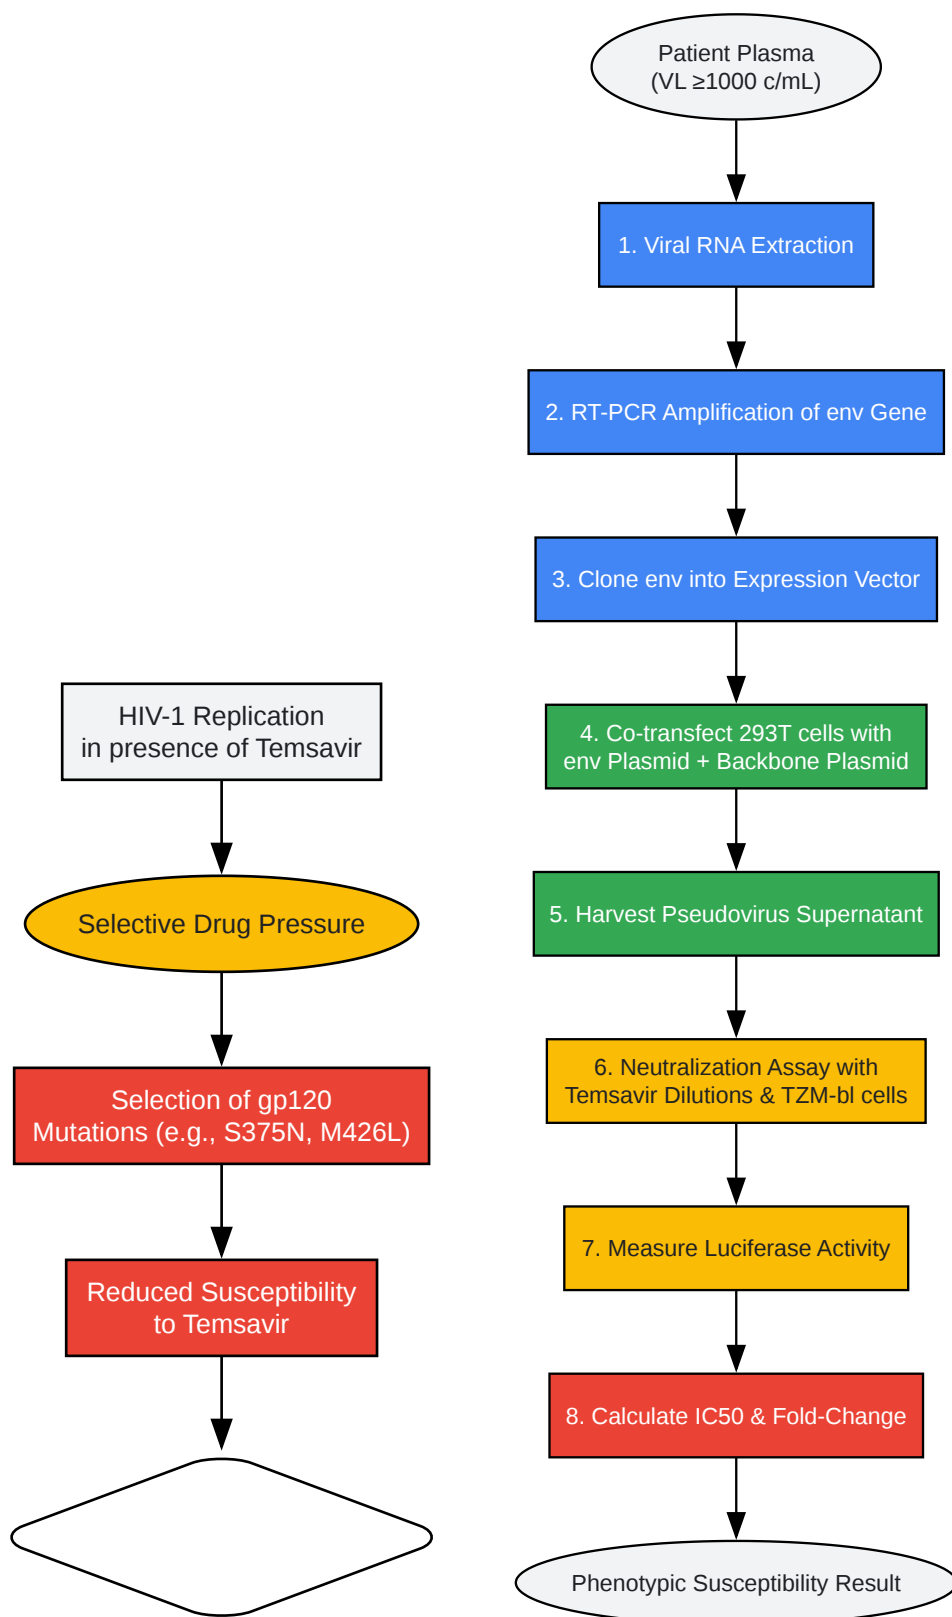 HIV-1 Replication
in presence of Temsavir
Selective Drug Pressure
Selection of gp120
Mutations (e.g., S375N, M426L)
Reduced Susceptibility
to Temsavir
Patient Plasma
(VL ≥1000 c/mL)
1. Viral RNA Extraction
2. RT-PCR Amplification of env Gene
3. Clone env into Expression Vector
4. Co-transfect 293T cells with
env Plasmid + Backbone Plasmid
5. Harvest Pseudovirus Supernatant
6. Neutralization Assay with
Temsavir Dilutions & TZM-bl cells
7. Measure Luciferase Activity
8. Calculate IC50 & Fold-Change
Phenotypic Susceptibility Result